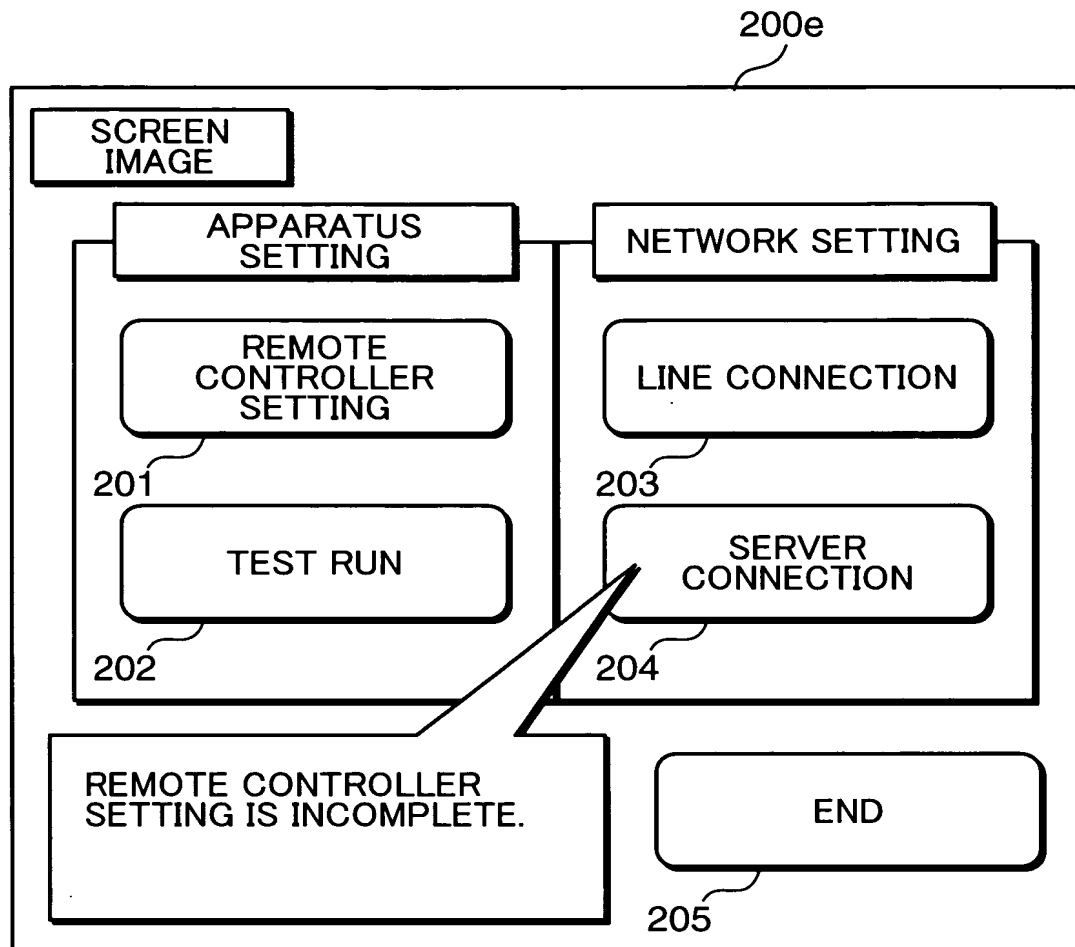 200e
SCREEN
IMAGE
APPARATUS
SETTING
NETWORK SETTING
REMOTE
CONTROLLER
SETTING
LINE CONNECTION
201
203
TEST RUN
SERVER
CONNECTION
202
204
REMOTE CONTROLLER
SETTING IS INCOMPLETE.
END
205